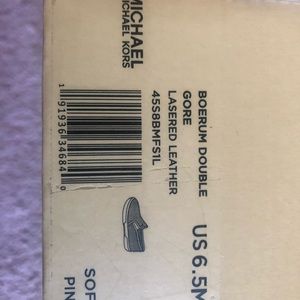 MICHAEL
MICHAEL KORS
BOERUM DOUBLE
GORE
LASERED LEATHER
45S8BMFS1L
US 6.5M
1 91936 34684 0
SOF
PIN